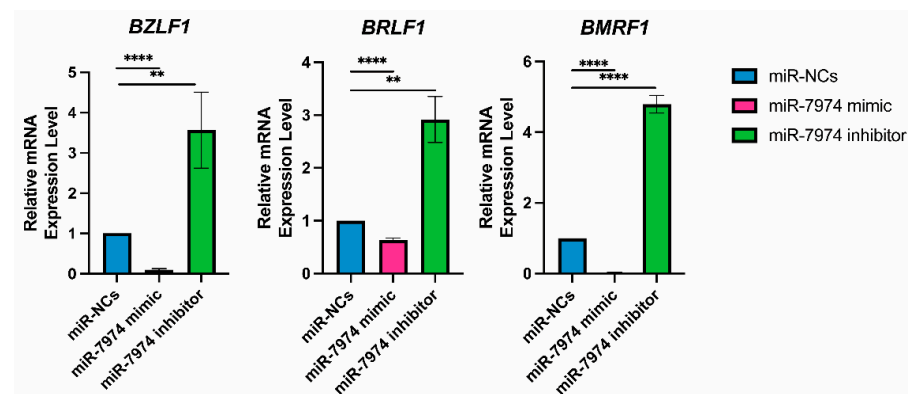 BZLF1
****
**
5
4
3
2
1
0
Relative mRNA
Expression Level
miR-NCs
miR-7974 mimic
miR-7974 inhibitor
BRLF1
****
**
4
3
2
1
0
Relative mRNA
Expression Level
miR-NCs
miR-7974 mimic
miR-7974 inhibitor
BMRF1
****
****
6
4
2
0
Relative mRNA
Expression Level
miR-NCs
miR-7974 mimic
miR-7974 inhibitor
miR-NCs
miR-7974 mimic
miR-7974 inhibitor